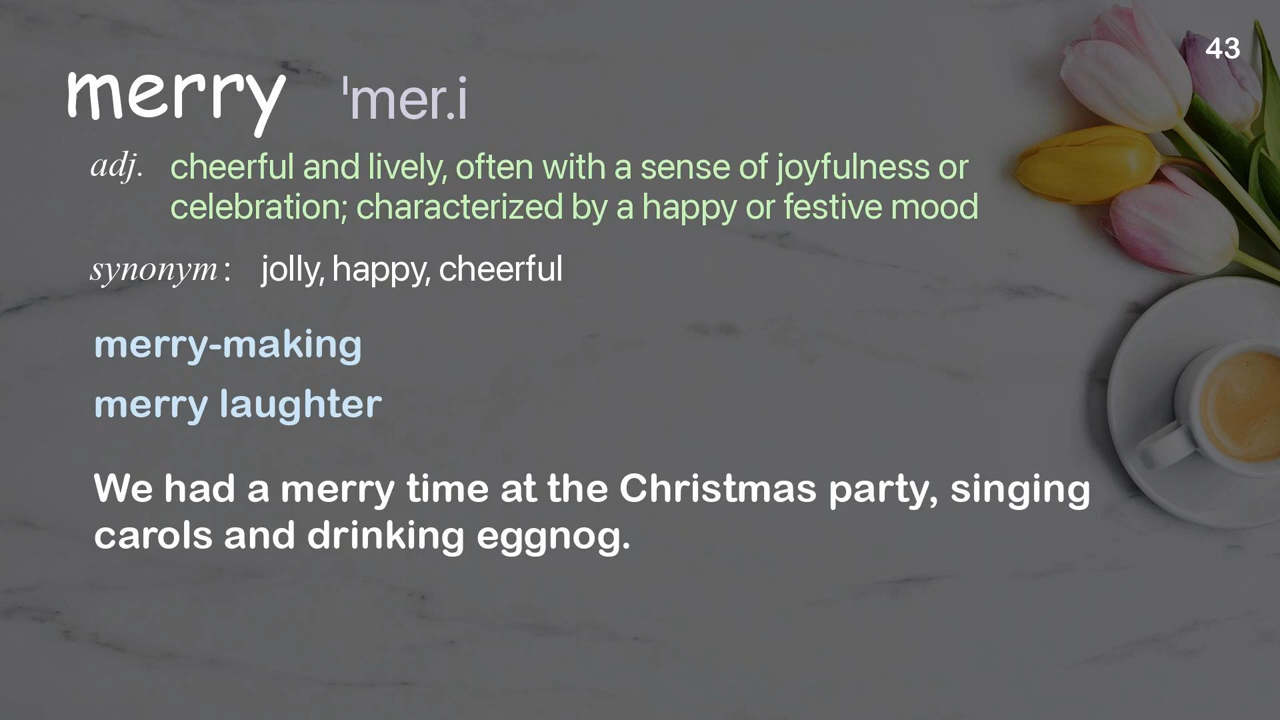 43
merry ˈmer.i
adj. cheerful and lively, often with a sense of joyfulness or
celebration; characterized by a happy or festive mood
synonym: jolly, happy, cheerful
merry-making
merry laughter
We had a merry time at the Christmas party, singing
carols and drinking eggnog.